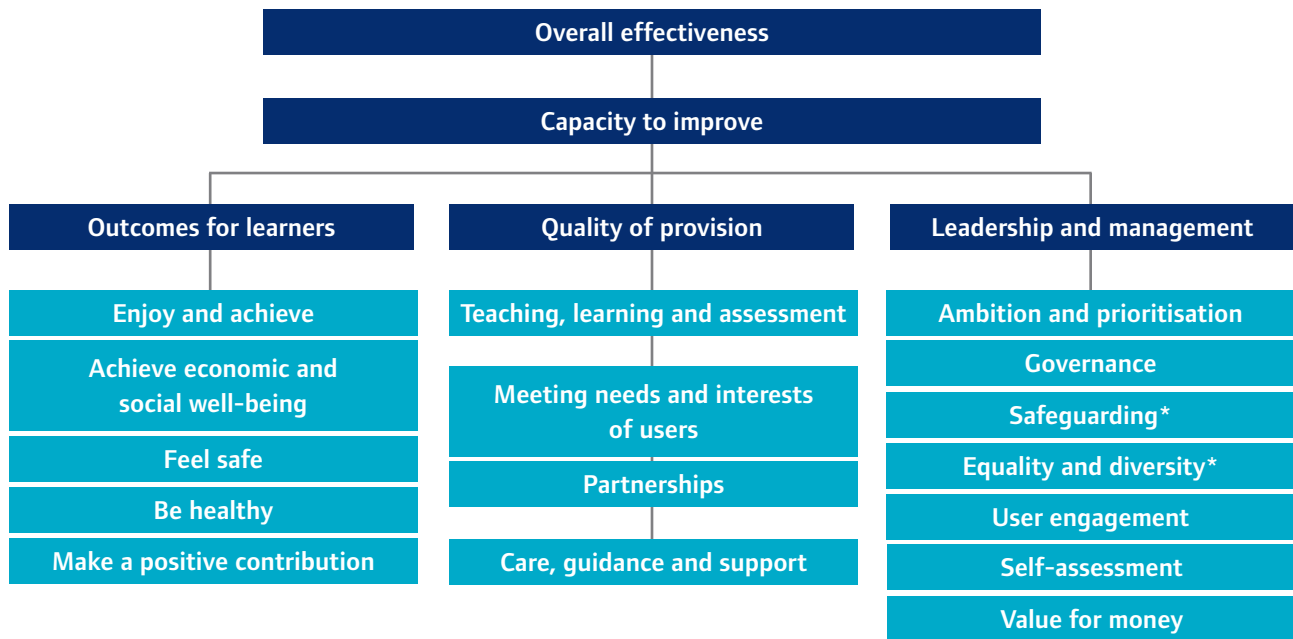 Overall effectiveness
Capacity to improve
Outcomes for learners
Enjoy and achieve
Achieve economic and
social well-being
Feel safe
Be healthy
Make a positive contribution
Quality of provision
Teaching, learning and assessment
Meeting needs and interests
of users
Partnerships
Care, guidance and support
Leadership and management
Ambition and prioritisation
Governance
Safeguarding*
Equality and diversity*
User engagement
Self-assessment
Value for money